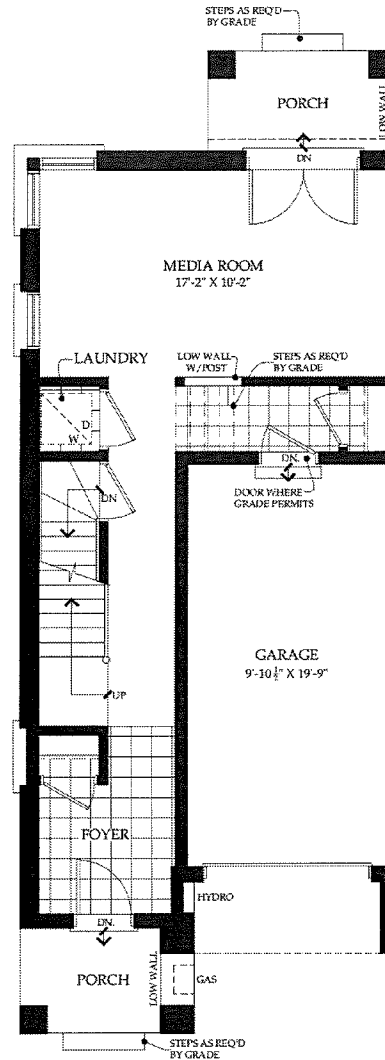 STEPS AS REQ'D
BY GRADE
PORCH
LOW WALL
DN
MEDIA ROOM
17'-2" X 10'-2"
LAUNDRY
LOW WALL
W/POST
STEPS AS REQ'D
BY GRADE
D
W
DN
DN.
DOOR WHERE
GRADE PERMITS
GARAGE
9'-10½" X 19'-9"
UP
FOYER
HYDRO
DN.
PORCH
LOW WALL
GAS
STEPS AS REQ'D
BY GRADE